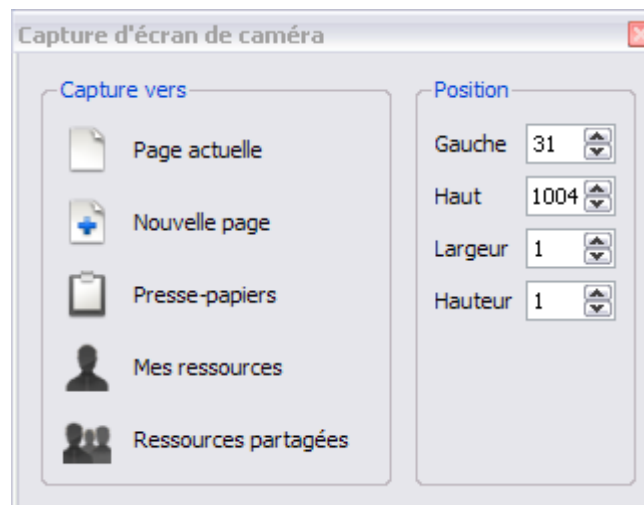 Capture d'écran de caméra
Capture vers
Page actuelle
Nouvelle page
Presse-papiers
Mes ressources
Ressources partagées
Position
Gauche 31
Haut 1004
Largeur 1
Hauteur 1